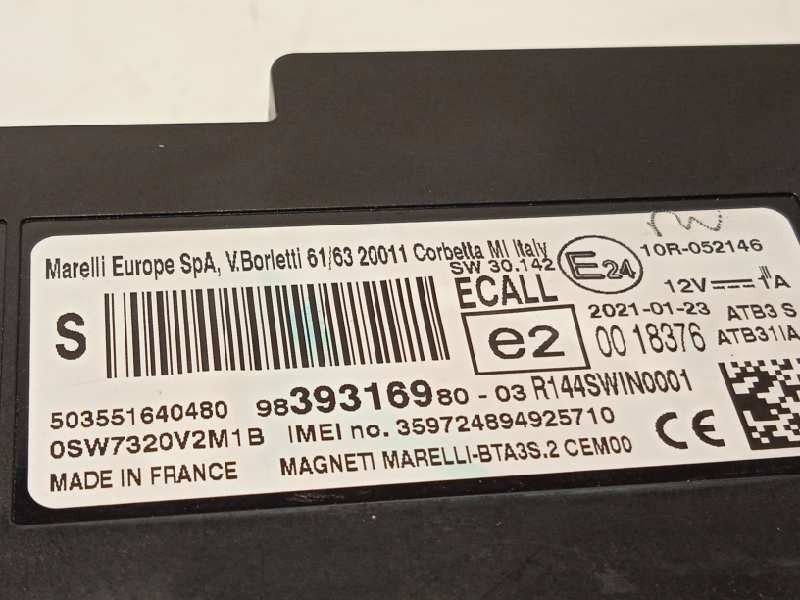 Marelli Europe SpA, V.Borletti 61/63 20011 Corbetta MI Italy
SW 30.142
E24
10R-052146
12V 1A
S
ECALL
2021-01-23 ATB3 S
e2
00 18376 ATB31IA
503551640480 9839316980-03 R144SWIN0001
0SW7320V2M1B IMEI no. 359724894925710
MADE IN FRANCE MAGNETI MARELLI-BTA3S.2 CEM00